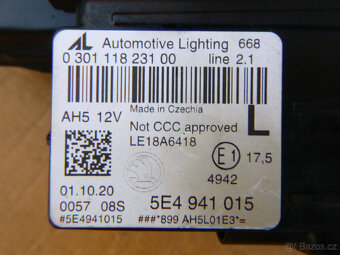 AL Automotive Lighting 668
0 301 118 231 00 line 2.1
Made in Czechia
AH5 12V
Not CCC approved
L
LE18A6418
E1 17,5
4942
01.10.20
0057 08S
5E4 941 015
#5E4941015 ###*899 AH5L01E3*=
bazos.cz